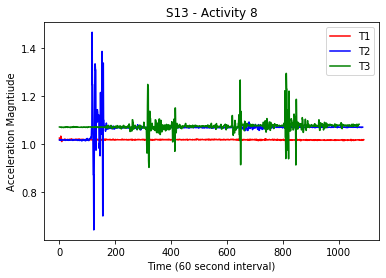 S13 - Activity 8
T1
T2
T3
Acceleration Magntiude
1.4
1.2
1.0
0.8
0 200 400 600 800 1000
Time (60 second interval)